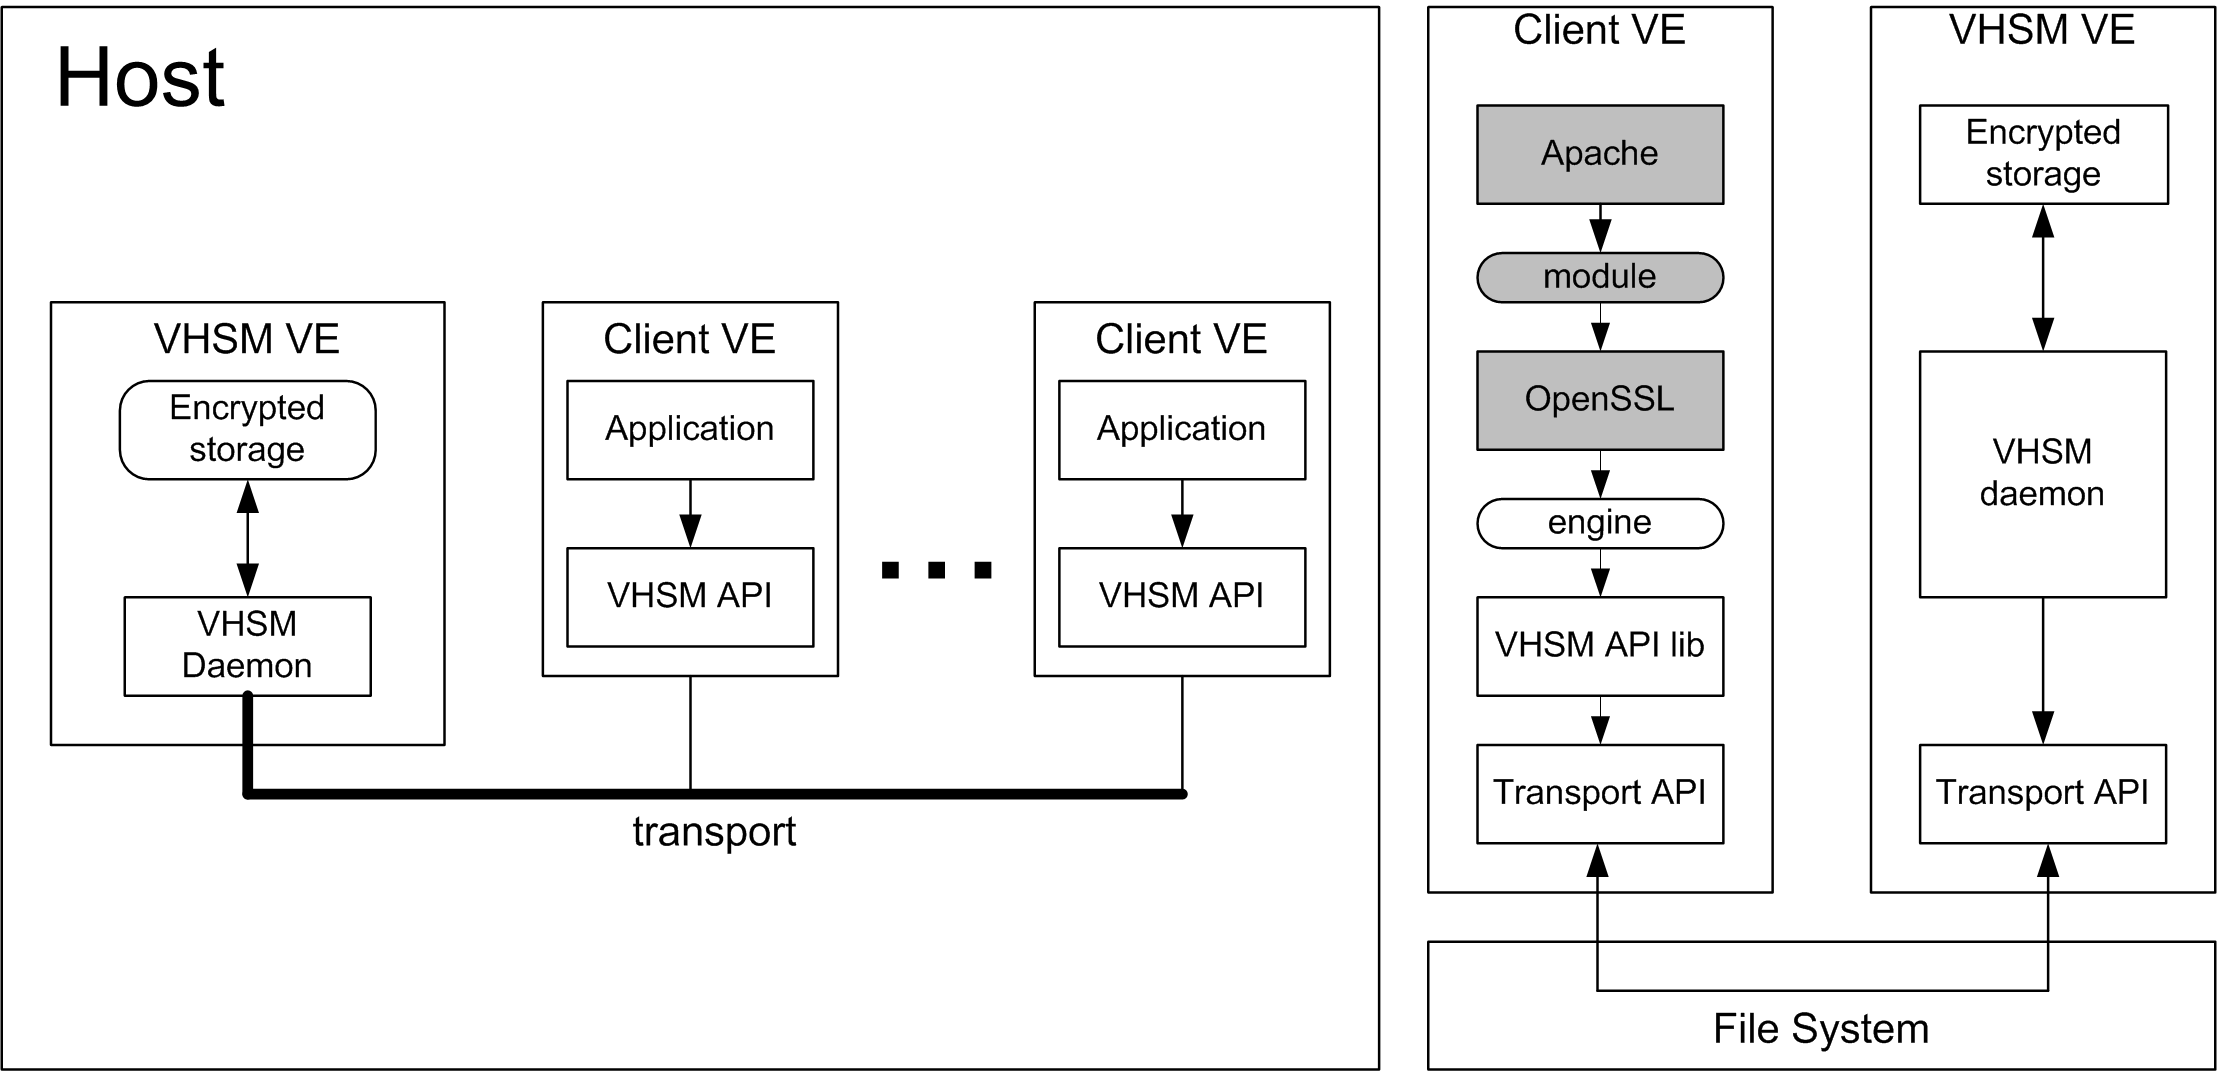 Host
VHSM VE
Encrypted
storage
VHSM
Daemon
Client VE
Application
VHSM API
Client VE
Application
VHSM API
transport
Client VE
Apache
module
OpenSSL
engine
VHSM API lib
Transport API
VHSM VE
Encrypted
storage
VHSM
daemon
Transport API
File System